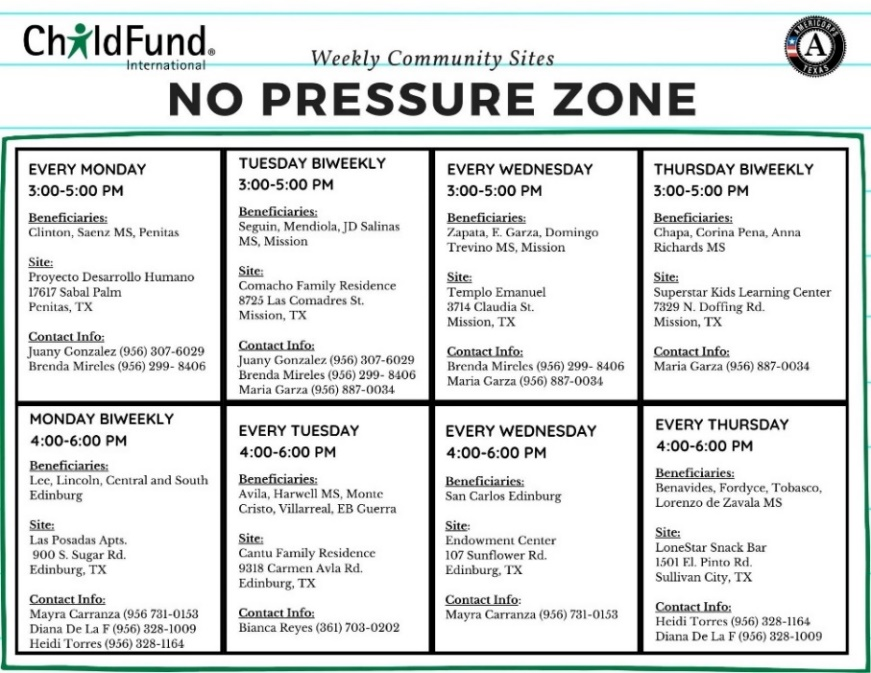 ChildFund®
International
Weekly Community Sites
AMERICORPS
A
TEXAS
NO PRESSURE ZONE
EVERY MONDAY
3:00-5:00 PM
Beneficiaries:
Clinton, Saenz MS, Penitas
Site:
Proyecto Desarrollo Humano
17617 Sabal Palm
Penitas, TX
Contact Info:
Juany Gonzalez (956) 307-6029
Brenda Mireles (956) 299- 8406
TUESDAY BIWEEKLY
3:00-5:00 PM
Beneficiaries:
Seguin, Mendiola, JD Salinas
MS, Mission
Site:
Comacho Family Residence
8725 Las Comadres St.
Mission, TX
Contact Info:
Juany Gonzalez (956) 307-6029
Brenda Mireles (956) 299- 8406
Maria Garza (956) 887-0034
EVERY WEDNESDAY
3:00-5:00 PM
Beneficiaries:
Zapata, E. Garza, Domingo
Trevino MS, Mission
Site:
Templo Emanuel
3714 Claudia St.
Mission, TX
Contact Info:
Brenda Mireles (956) 299- 8406
Maria Garza (956) 887-0034
THURSDAY BIWEEKLY
3:00-5:00 PM
Beneficiaries:
Chapa, Corina Pena, Anna
Richards MS
Site:
Superstar Kids Learning Center
7329 N. Doffing Rd.
Mission, TX
Contact Info:
Maria Garza (956) 887-0034
MONDAY BIWEEKLY
4:00-6:00 PM
Beneficiaries:
Lee, Lincoln, Central and South
Edinburg
Site:
Las Posadas Apts.
900 S. Sugar Rd.
Edinburg, TX
Contact Info:
Mayra Carranza (956 731-0153
Diana De La F (956) 328-1009
Heidi Torres (956) 328-1164
EVERY TUESDAY
4:00-6:00 PM
Beneficiaries:
Avila, Harwell MS, Monte
Cristo, Villarreal, EB Guerra
Site:
Cantu Family Residence
9318 Carmen Avla Rd.
Edinburg, TX
Contact Info:
Bianca Reyes (361) 703-0202
EVERY WEDNESDAY
4:00-6:00 PM
Beneficiaries:
San Carlos Edinburg
Site:
Endowment Center
107 Sunflower Rd.
Edinburg, TX
Contact Info:
Mayra Carranza (956) 731-0153
EVERY THURSDAY
4:00-6:00 PM
Beneficiaries:
Benavides, Fordyce, Tobasco,
Lorenzo de Zavala MS
Site:
LoneStar Snack Bar
1501 El. Pinto Rd.
Sullivan City, TX
Contact Info:
Heidi Torres (956) 328-1164
Diana De La F (956) 328-1009